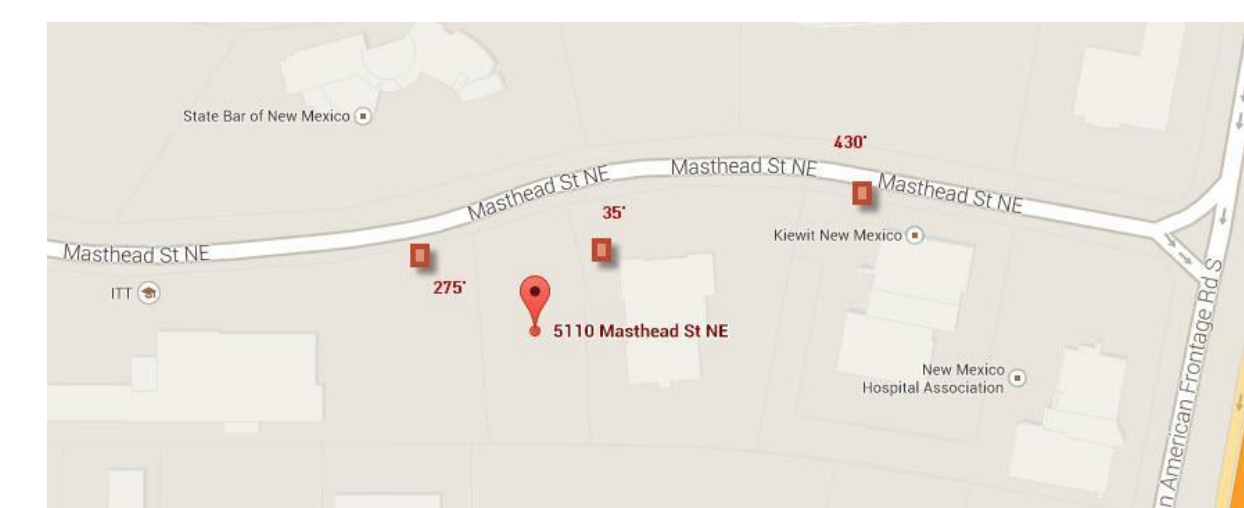 State Bar of New Mexico
430'
Masthead St NE
Masthead St NE
Masthead St NE
Masthead St NE
35'
Kiewit New Mexico
ITT
275'
5110 Masthead St NE
New Mexico
Hospital Association
n American Frontage Rd S